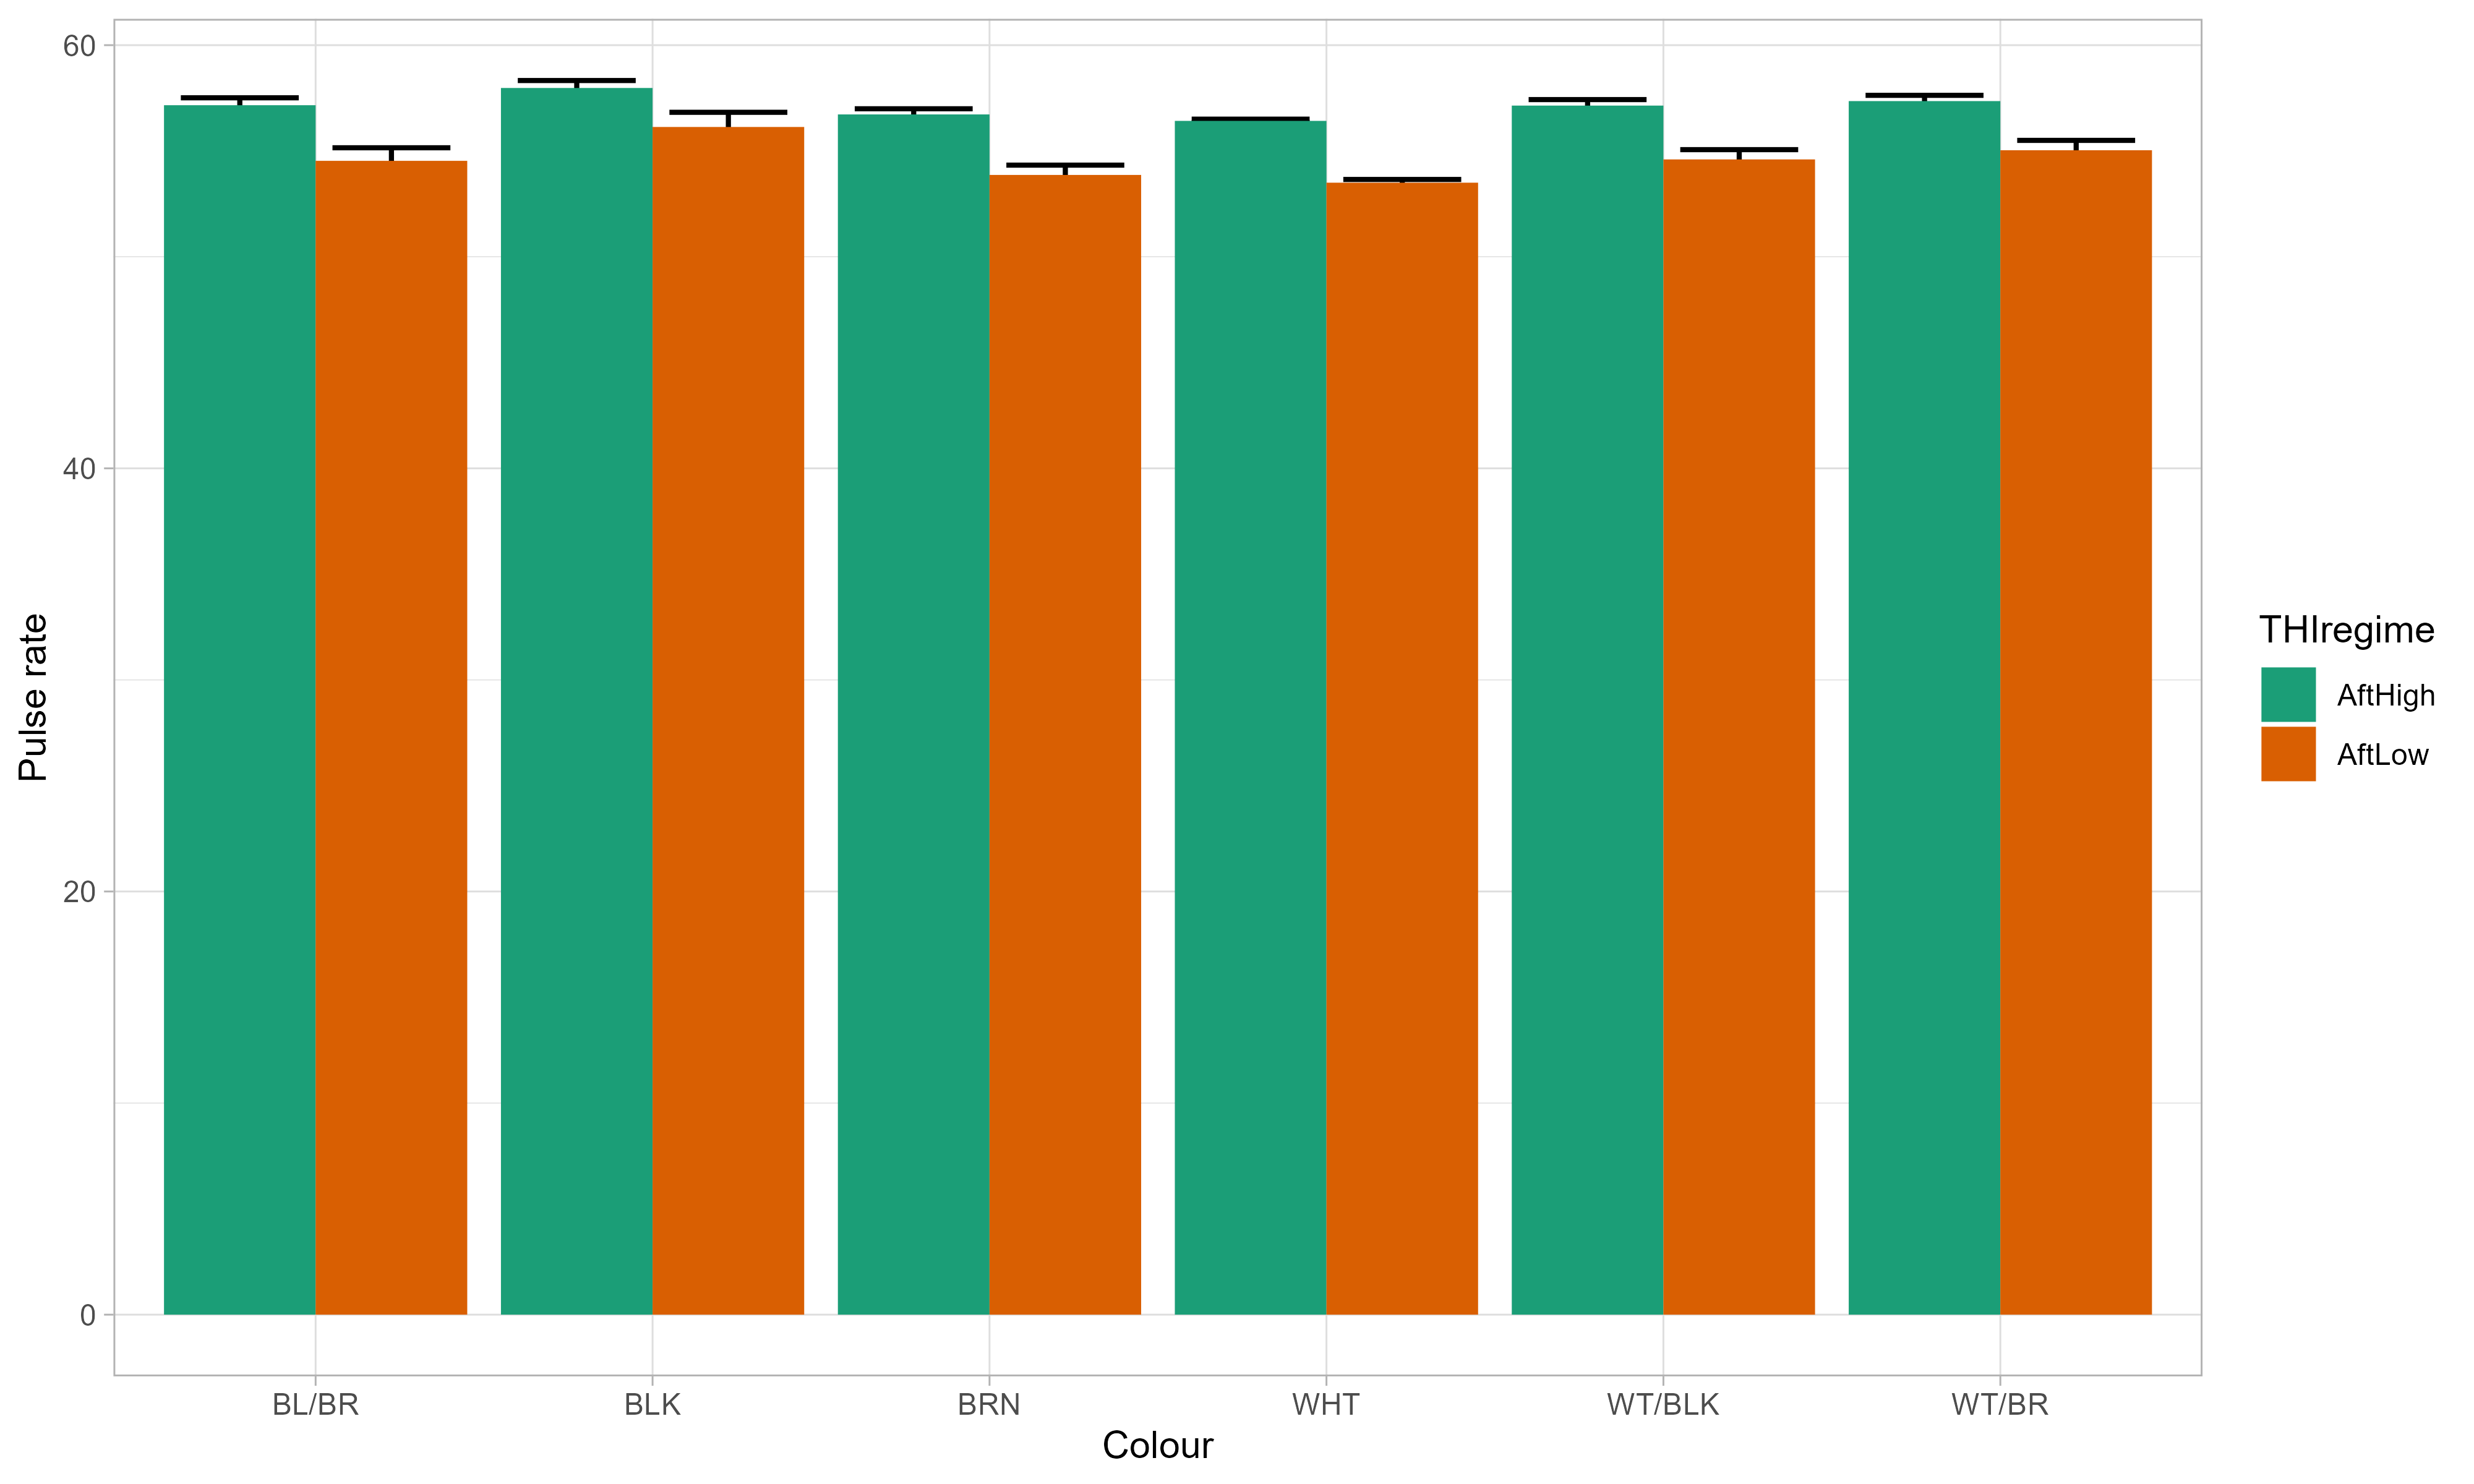 60
40
20
0
Pulse rate
BL/BR BLK BRN WHT WT/BLK WT/BR
Colour
THIregime
AftHigh
AftLow